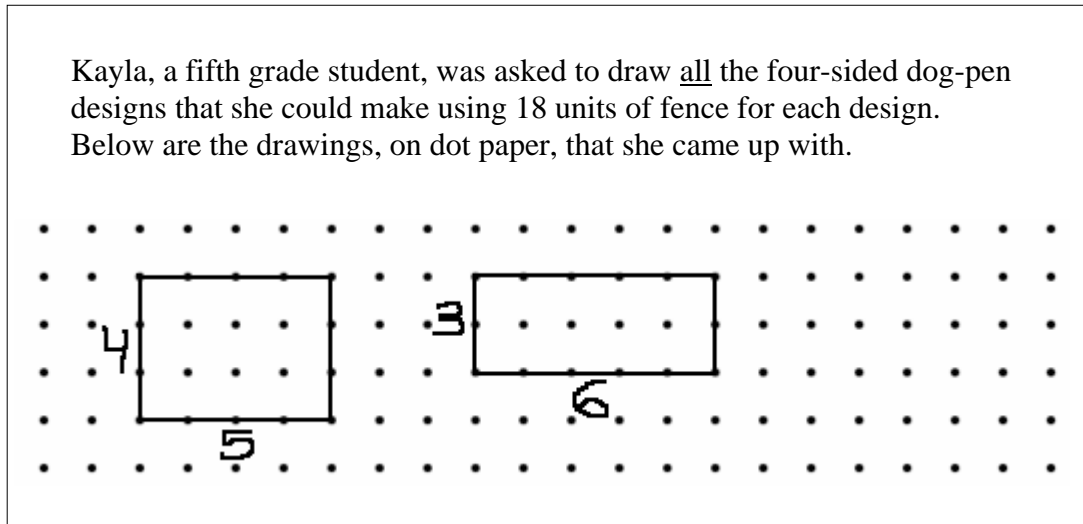 Kayla, a fifth grade student, was asked to draw all the four-sided dog-pen
designs that she could make using 18 units of fence for each design.
Below are the drawings, on dot paper, that she came up with.
4
5
3
6